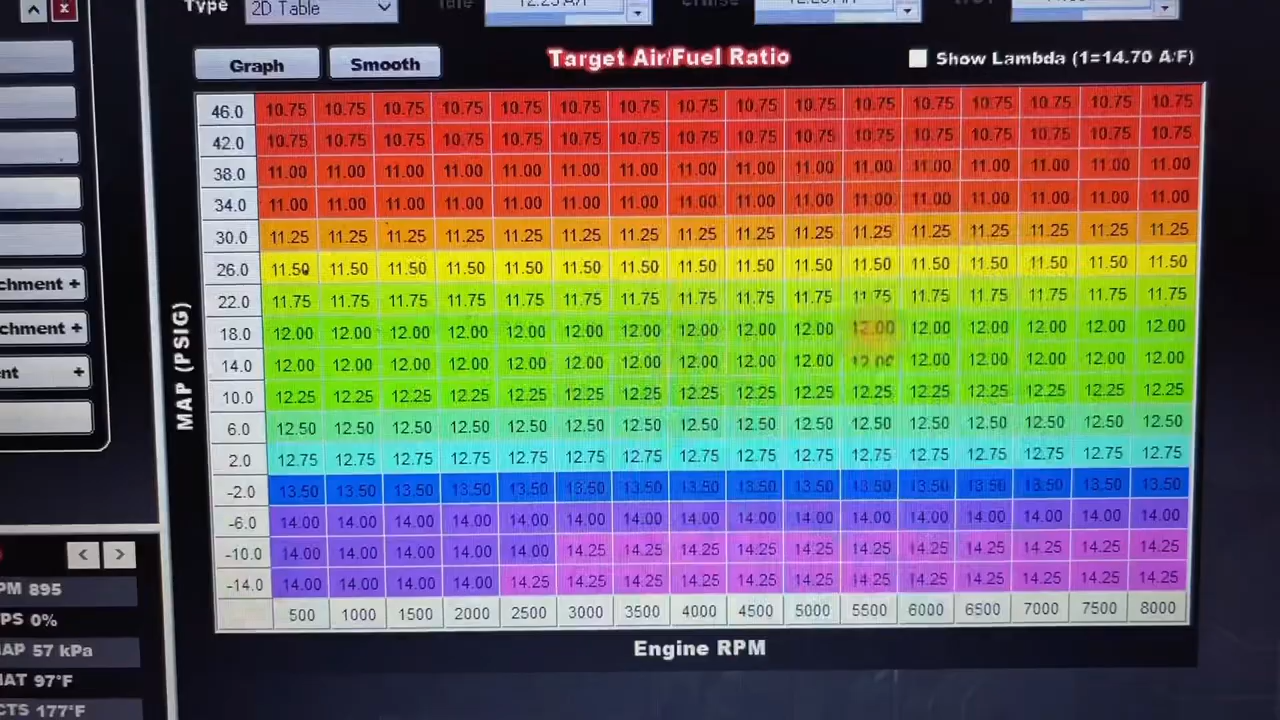 Type 2D Table
Graph Smooth Target Air/Fuel Ratio Show Lambda (1=14.70 A/F)
46.0 10.75 10.75 10.75 10.75 10.75 10.75 10.75 10.75 10.75 10.75 10.75 10.75 10.75 10.75 10.75 10.75
42.0 10.75 10.75 10.75 10.75 10.75 10.75 10.75 10.75 10.75 10.75 10.75 10.75 10.75 10.75 10.75 10.75
38.0 11.00 11.00 11.00 11.00 11.00 11.00 11.00 11.00 11.00 11.00 11.00 11.00 11.00 11.00 11.00 11.00
34.0 11.00 11.00 11.00 11.00 11.00 11.00 11.00 11.00 11.00 11.00 11.00 11.00 11.00 11.00 11.00 11.00
30.0 11.25 11.25 11.25 11.25 11.25 11.25 11.25 11.25 11.25 11.25 11.25 11.25 11.25 11.25 11.25 11.25
26.0 11.50 11.50 11.50 11.50 11.50 11.50 11.50 11.50 11.50 11.50 11.50 11.50 11.50 11.50 11.50 11.50
22.0 11.75 11.75 11.75 11.75 11.75 11.75 11.75 11.75 11.75 11.75 11.75 11.75 11.75 11.75 11.75 11.75
18.0 12.00 12.00 12.00 12.00 12.00 12.00 12.00 12.00 12.00 12.00 12.00 12.00 12.00 12.00 12.00 12.00
14.0 12.00 12.00 12.00 12.00 12.00 12.00 12.00 12.00 12.00 12.00 12.00 12.00 12.00 12.00 12.00 12.00
10.0 12.25 12.25 12.25 12.25 12.25 12.25 12.25 12.25 12.25 12.25 12.25 12.25 12.25 12.25 12.25 12.25
6.0 12.50 12.50 12.50 12.50 12.50 12.50 12.50 12.50 12.50 12.50 12.50 12.50 12.50 12.50 12.50 12.50
2.0 12.75 12.75 12.75 12.75 12.75 12.75 12.75 12.75 12.75 12.75 12.75 12.75 12.75 12.75 12.75 12.75
-2.0 13.50 13.50 13.50 13.50 13.50 13.50 13.50 13.50 13.50 13.50 13.50 13.50 13.50 13.50 13.50 13.50
-6.0 14.00 14.00 14.00 14.00 14.00 14.00 14.00 14.00 14.00 14.00 14.00 14.00 14.00 14.00 14.00 14.00
-10.0 14.00 14.00 14.00 14.00 14.00 14.25 14.25 14.25 14.25 14.25 14.25 14.25 14.25 14.25 14.25 14.25
-14.0 14.00 14.00 14.00 14.00 14.25 14.25 14.25 14.25 14.25 14.25 14.25 14.25 14.25 14.25 14.25 14.25
500 1000 1500 2000 2500 3000 3500 4000 4500 5000 5500 6000 6500 7000 7500 8000
Engine RPM
MAP (PSIG)
chment +
chment +
nt +
PM 895
PS 0%
AP 57 kPa
AT 97°F
CTS 177°F